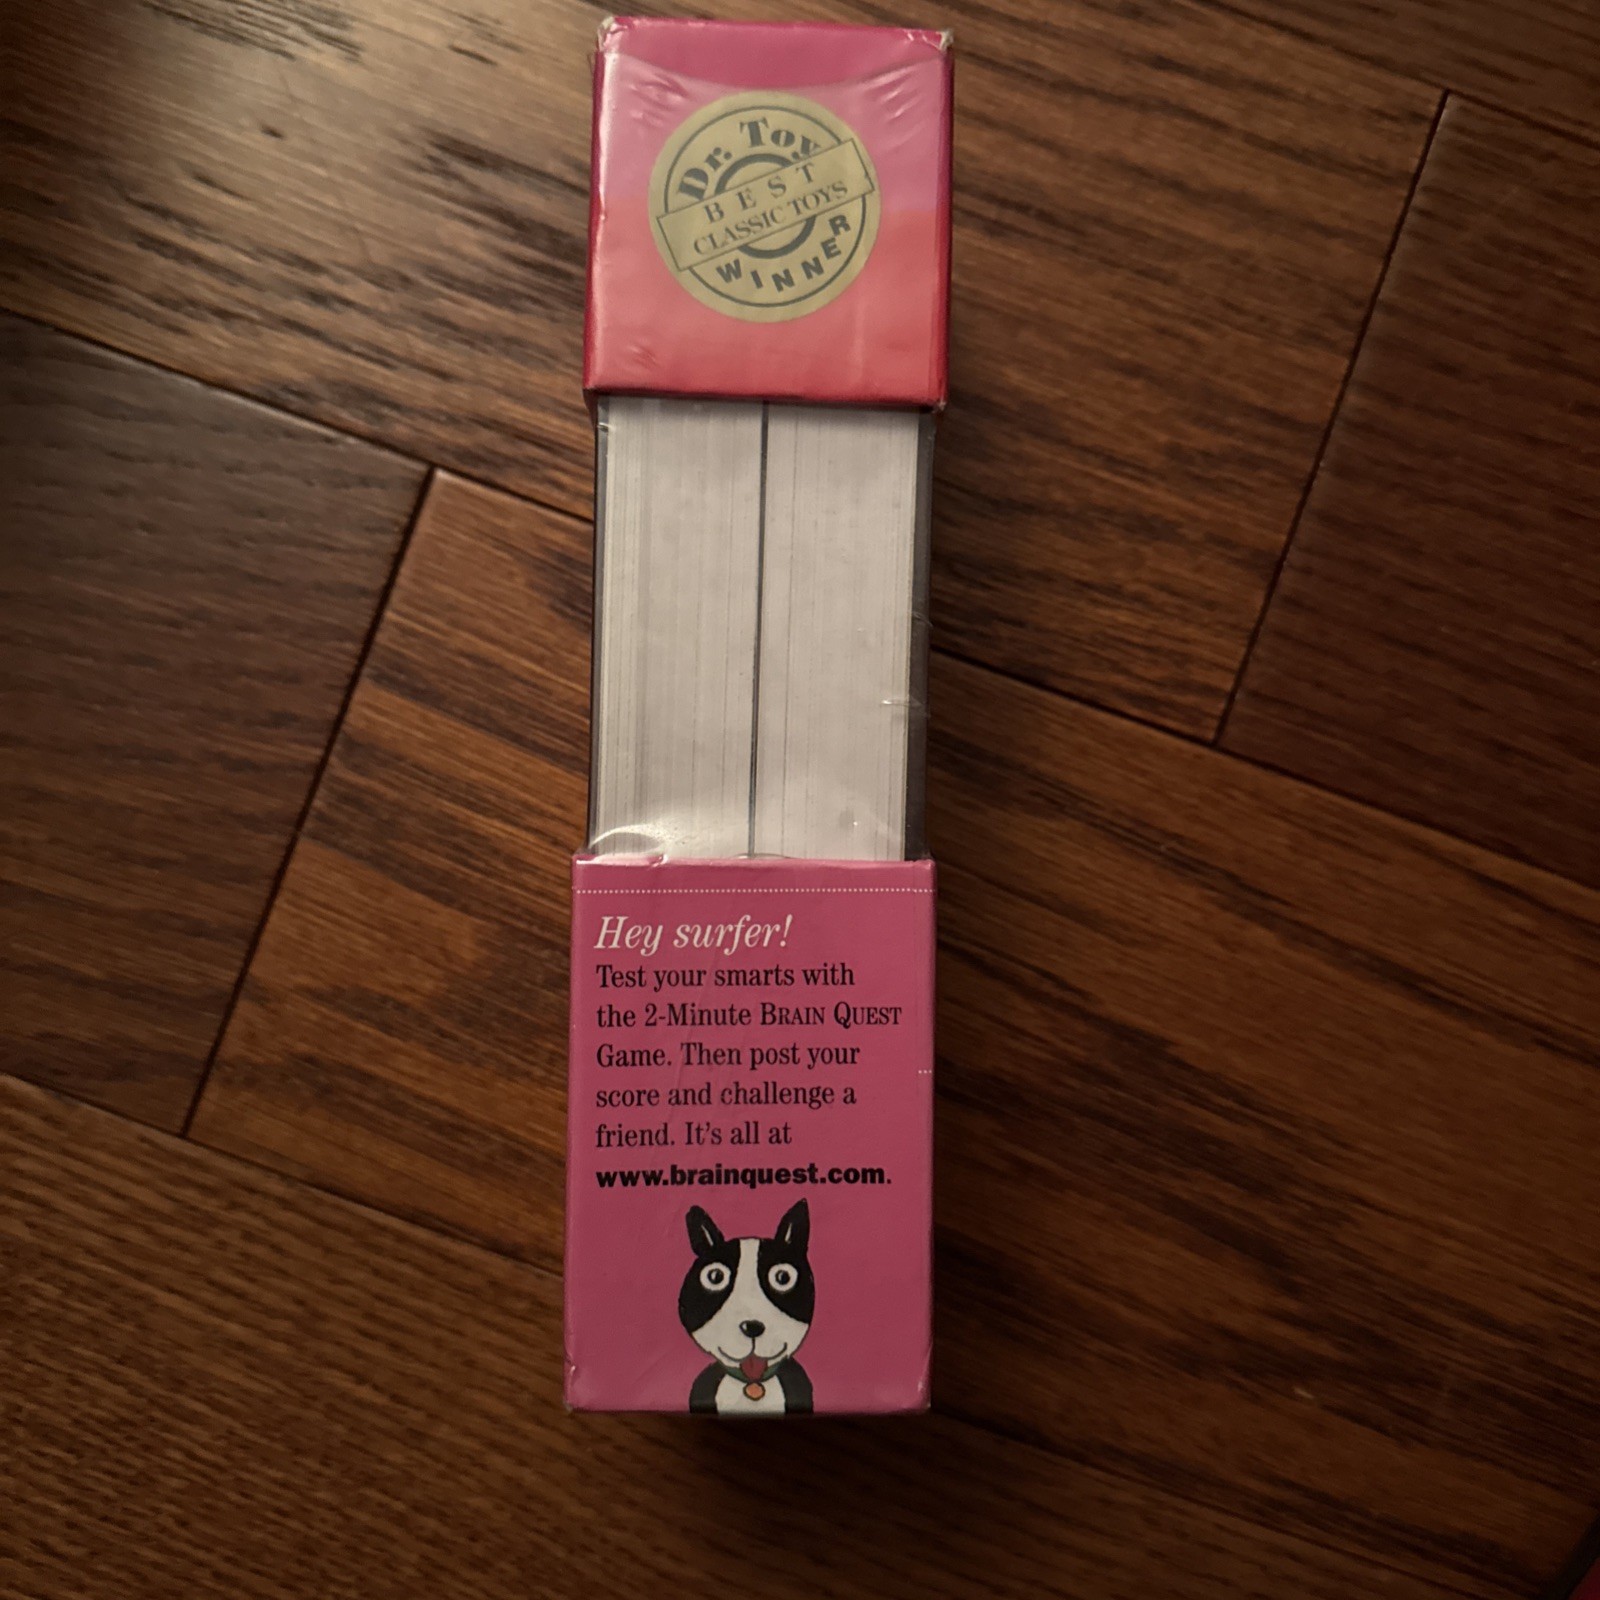 Dr. Toy
BEST
CLASSIC TOYS
WINNER
Hey surfer!
Test your smarts with
the 2-Minute BRAIN QUEST
Game. Then post your
score and challenge a
friend. It's all at
www.brainquest.com.